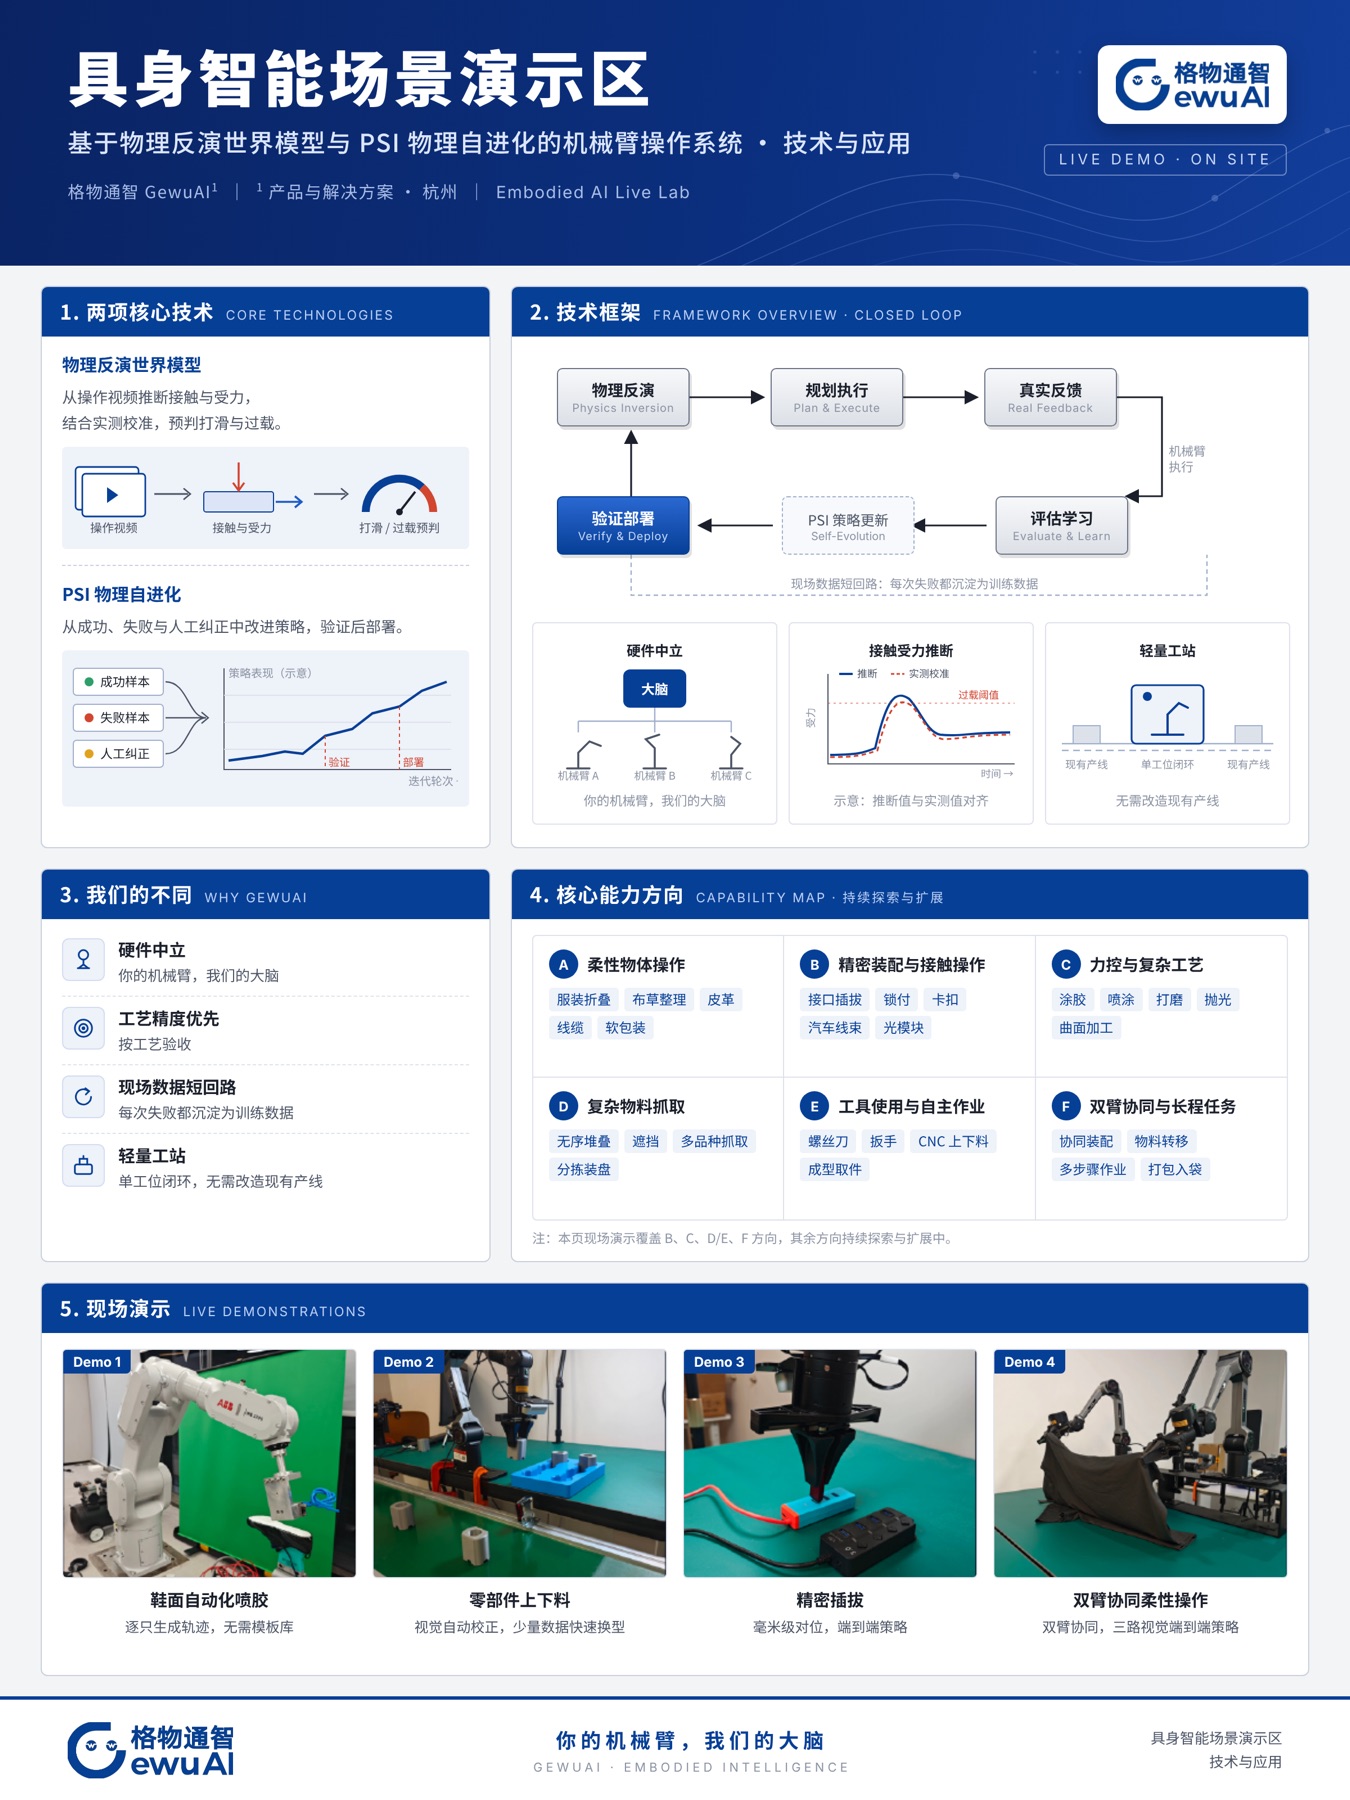 具身智能场景演示区
基于物理反演世界模型与 PSI 物理自进化的机械臂操作系统 · 技术与应用
格物通智 GewuAI¹ | ¹ 产品与解决方案 · 杭州 | Embodied AI Live Lab
格物通智
ewuAI
LIVE DEMO · ON SITE
1. 两项核心技术 CORE TECHNOLOGIES
物理反演世界模型
从操作视频推断接触与受力，
结合实测校准，预判打滑与过载。
操作视频
接触与受力
打滑 / 过载预判
PSI 物理自进化
从成功、失败与人工纠正中改进策略，验证后部署。
成功样本
失败样本
人工纠正
策略表现（示意）
验证
部署
迭代轮次
2. 技术框架 FRAMEWORK OVERVIEW · CLOSED LOOP
物理反演
Physics Inversion
规划执行
Plan & Execute
真实反馈
Real Feedback
机械臂
执行
验证部署
Verify & Deploy
PSI 策略更新
Self-Evolution
评估学习
Evaluate & Learn
现场数据短回路：每次失败都沉淀为训练数据
硬件中立
大脑
机械臂 A
机械臂 B
机械臂 C
你的机械臂，我们的大脑
接触受力推断
推断
实测校准
过载阈值
受力
时间→
示意：推断值与实测值对齐
轻量工站
现有产线
单工位闭环
现有产线
无需改造现有产线
3. 我们的不同 WHY GEWUAI
硬件中立
你的机械臂，我们的大脑
工艺精度优先
按工艺验收
现场数据短回路
每次失败都沉淀为训练数据
轻量工站
单工位闭环，无需改造现有产线
4. 核心能力方向 CAPABILITY MAP · 持续探索与扩展
A 柔性物体操作
服装折叠 布草整理 皮革
线缆 软包装
B 精密装配与接触操作
接口插拔 锁付 卡扣
汽车线束 光模块
C 力控与复杂工艺
涂胶 喷涂 打磨 抛光
曲面加工
D 复杂物料抓取
无序堆叠 遮挡 多品种抓取
分拣装盘
E 工具使用与自主作业
螺丝刀 扳手 CNC 上下料
成型取件
F 双臂协同与长程任务
协同装配 物料转移
多步骤作业 打包入袋
注：本页现场演示覆盖 B、C、D/E、F 方向，其余方向持续探索与扩展中。
5. 现场演示 LIVE DEMONSTRATIONS
Demo 1
ABB
鞋面自动化喷胶
逐只生成轨迹，无需模板库
Demo 2
零部件上下料
视觉自动校正，少量数据快速换型
Demo 3
精密插拔
毫米级对位，端到端策略
Demo 4
双臂协同柔性操作
双臂协同，三路视觉端到端策略
格物通智
ewuAI
你的机械臂，我们的大脑
GEWUAI · EMBODIED INTELLIGENCE
具身智能场景演示区
技术与应用